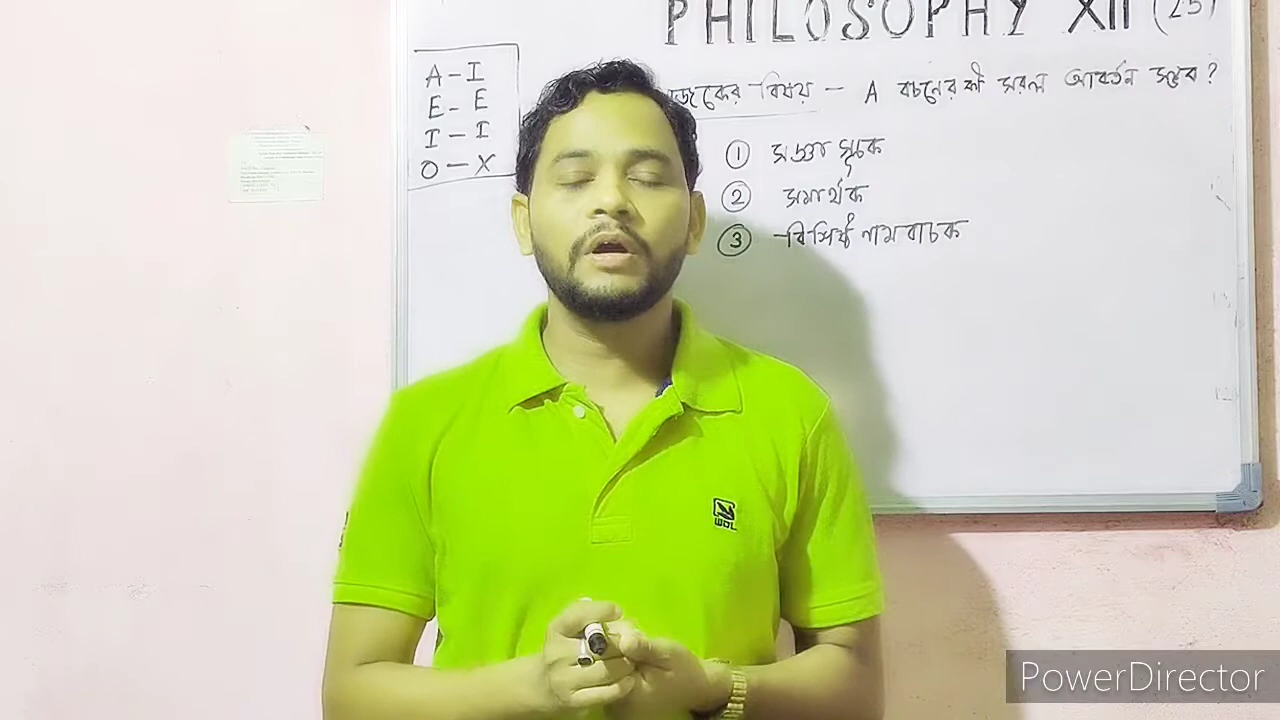 PHILOSOPHY XII (25)
A - I
E - E
I - I
O - X
বিষয় - A বচনের কী সরল আবর্তন সম্ভব ?
① সংজ্ঞা সূচক
② সমার্থক
③ বিশিষ্ট নামবাচক
WOL
PowerDirector